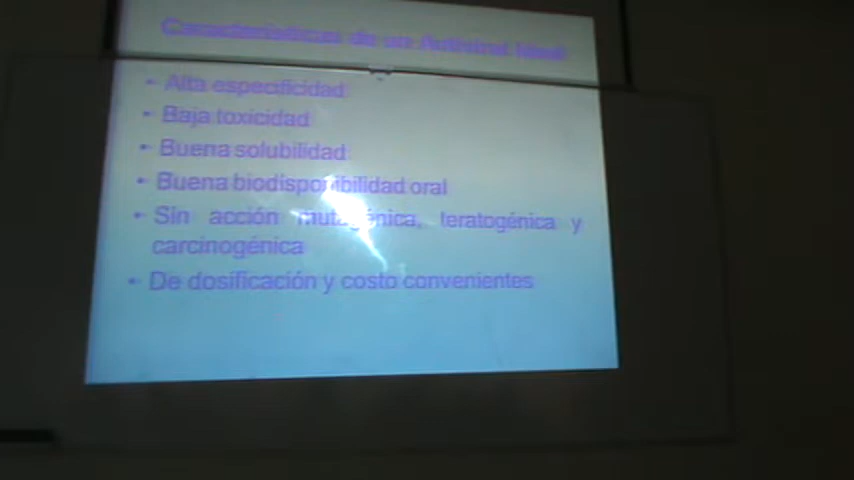 Características de un Antiviral Ideal
• Alta especificidad
• Baja toxicidad
• Buena solubilidad
• Buena biodisponibilidad oral
• Sin acción mutagénica, teratogénica y
carcinogénica
• De dosificación y costo convenientes